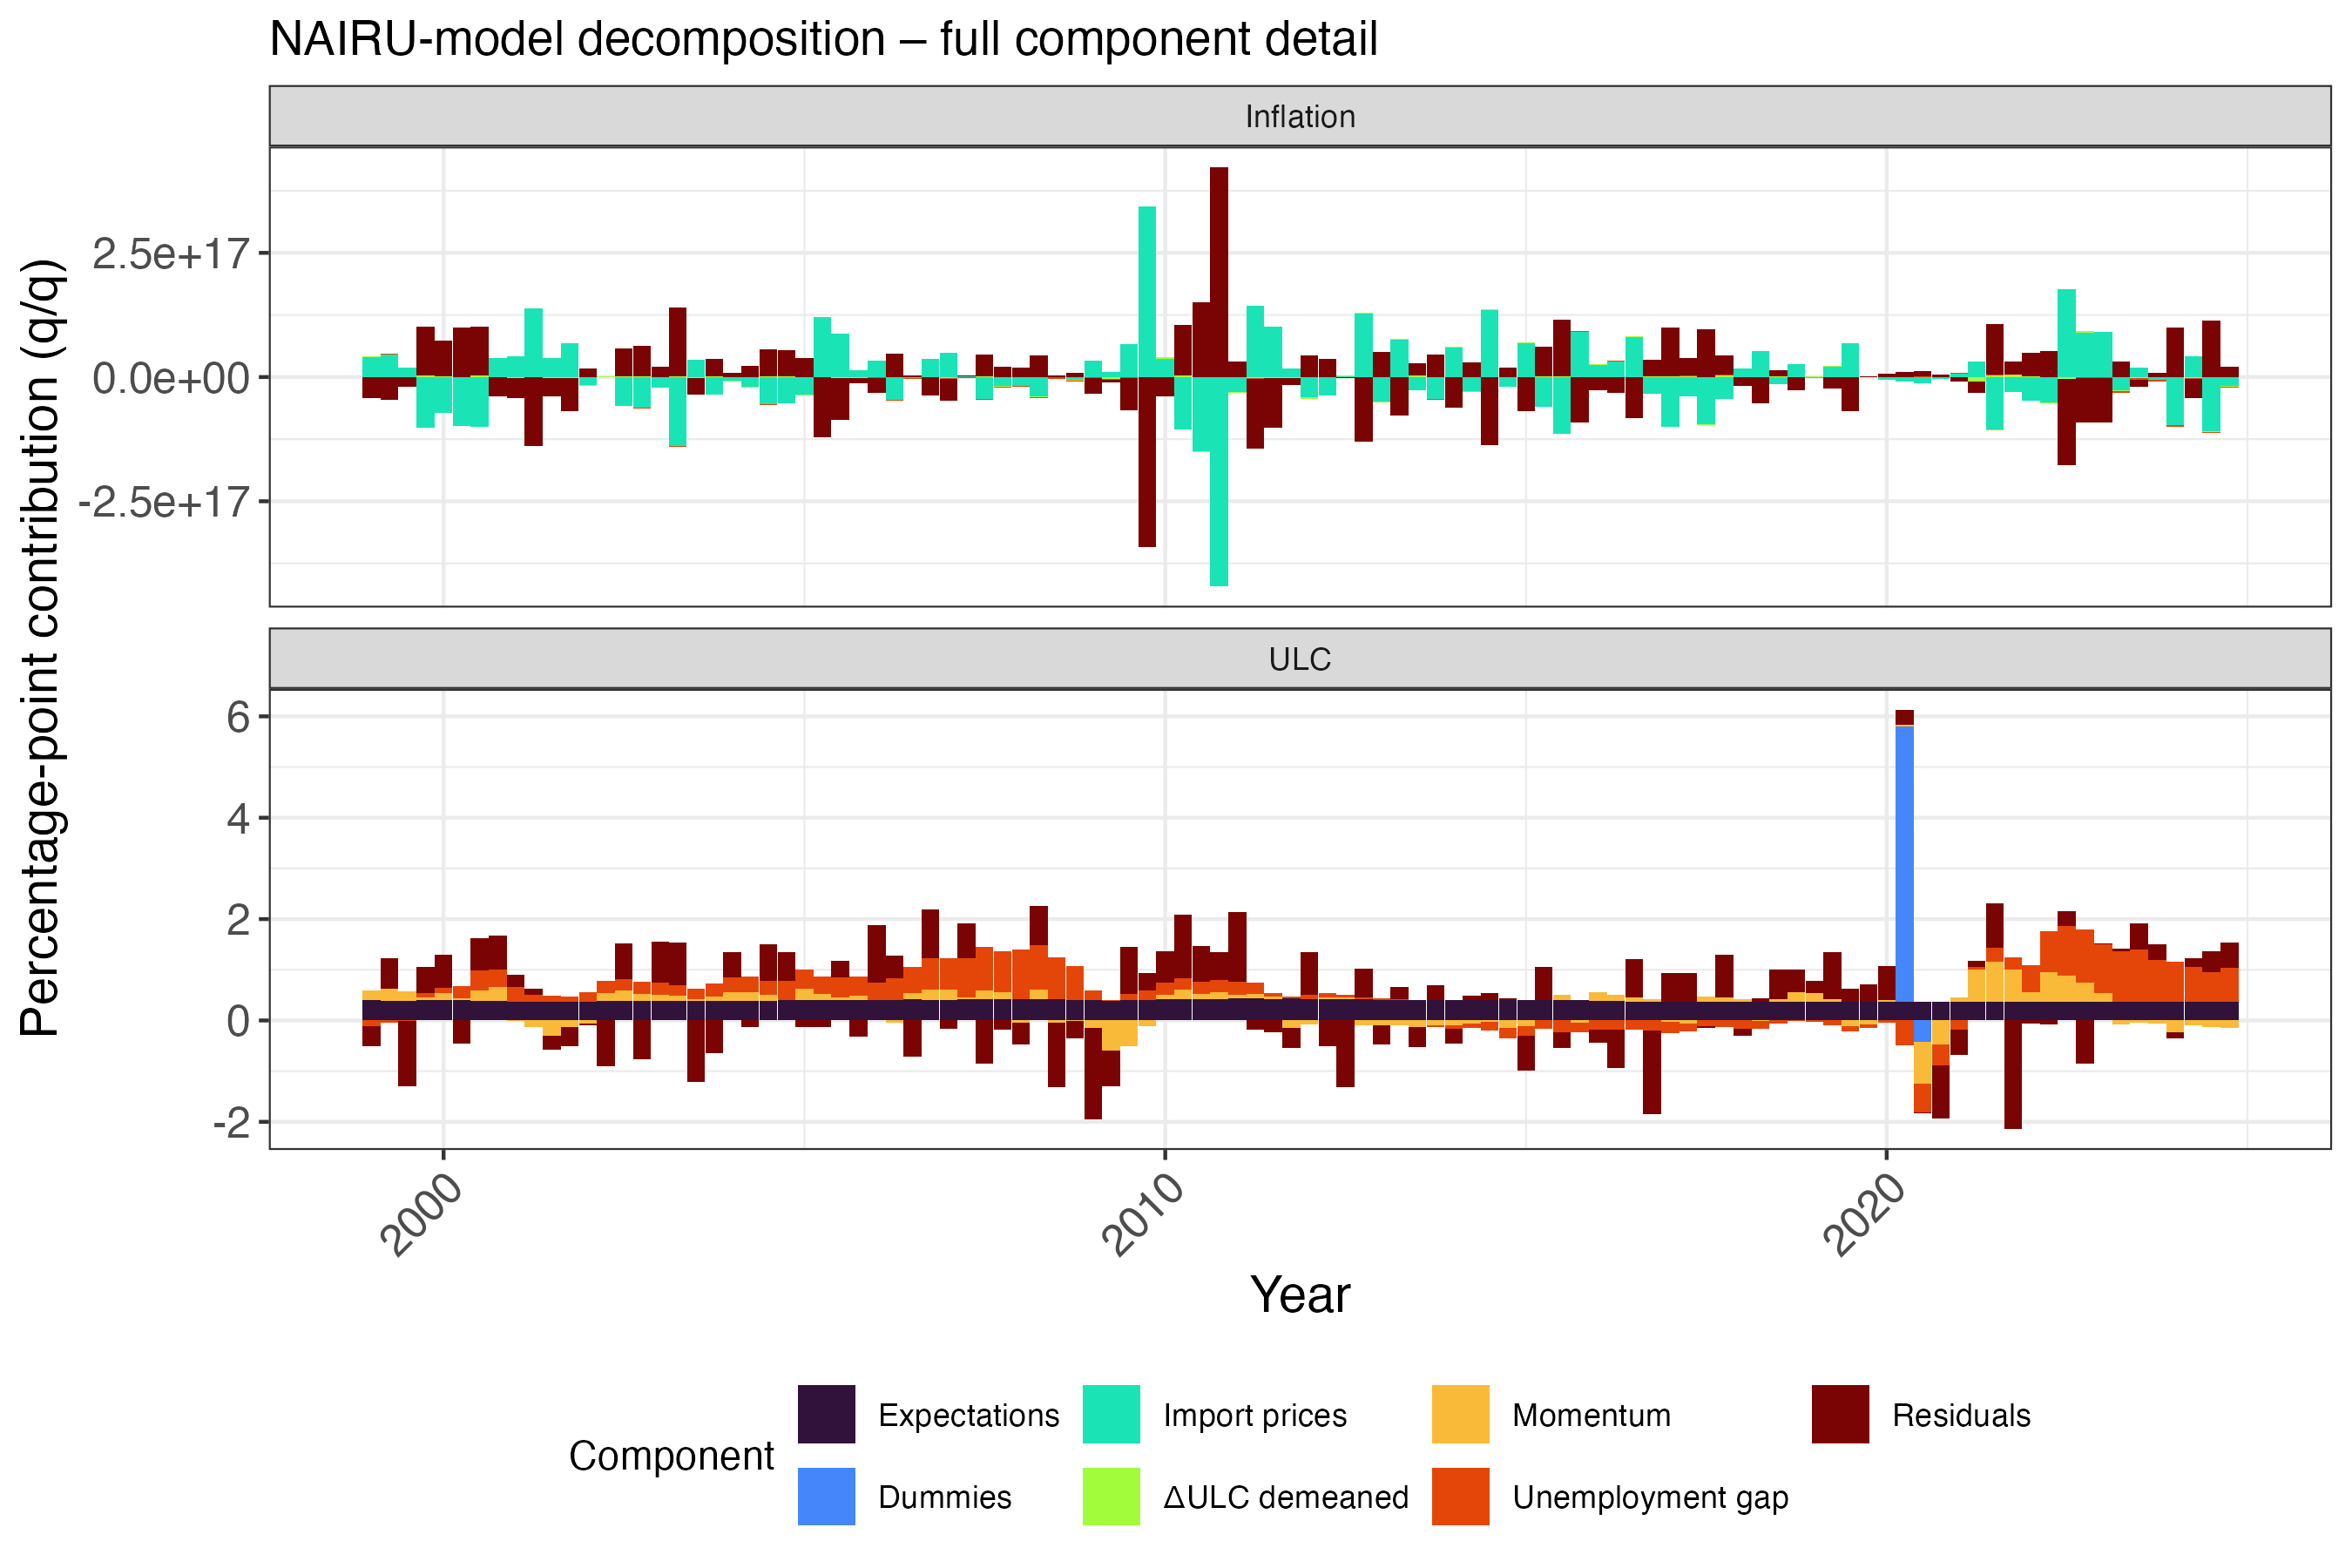 NAIRU-model decomposition – full component detail
Inflation
Percentage-point contribution (q/q)
2.5e+17
0.0e+00
-2.5e+17
ULC
6
4
2
0
-2
2000
2010
2020
Year
Component
Expectations
Import prices
Momentum
Residuals
Dummies
ΔULC demeaned
Unemployment gap